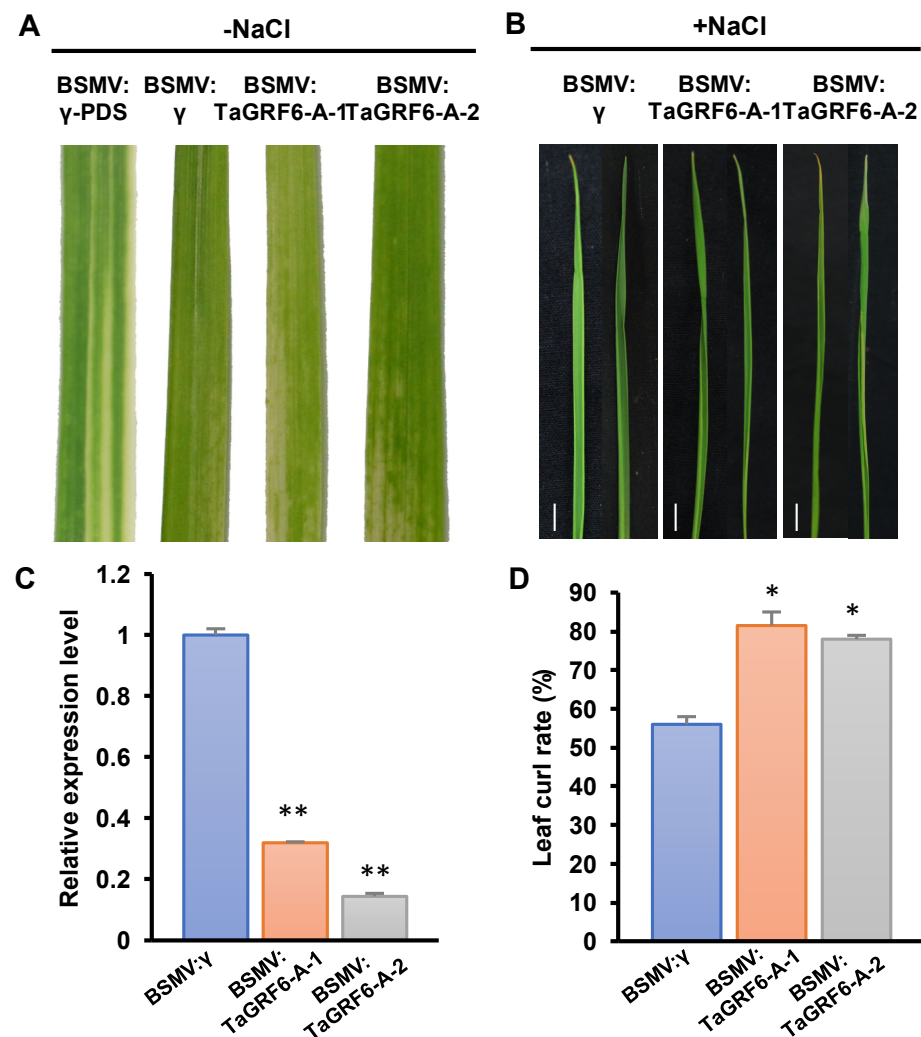 A
-NaCl
BSMV:
γ-PDS
BSMV:
γ
BSMV:
TaGRF6-A-1
BSMV:
TaGRF6-A-2
B
+NaCl
BSMV:
γ
BSMV:
TaGRF6-A-1
BSMV:
TaGRF6-A-2
C
Relative expression level
1.2
1
0.8
0.6
0.4
0.2
0
**
**
BSMV:γ
BSMV:
TaGRF6-A-1
BSMV:
TaGRF6-A-2
D
Leaf curl rate (%)
90
80
70
60
50
40
30
20
10
0
*
*
BSMV:γ
BSMV:
TaGRF6-A-1
BSMV:
TaGRF6-A-2